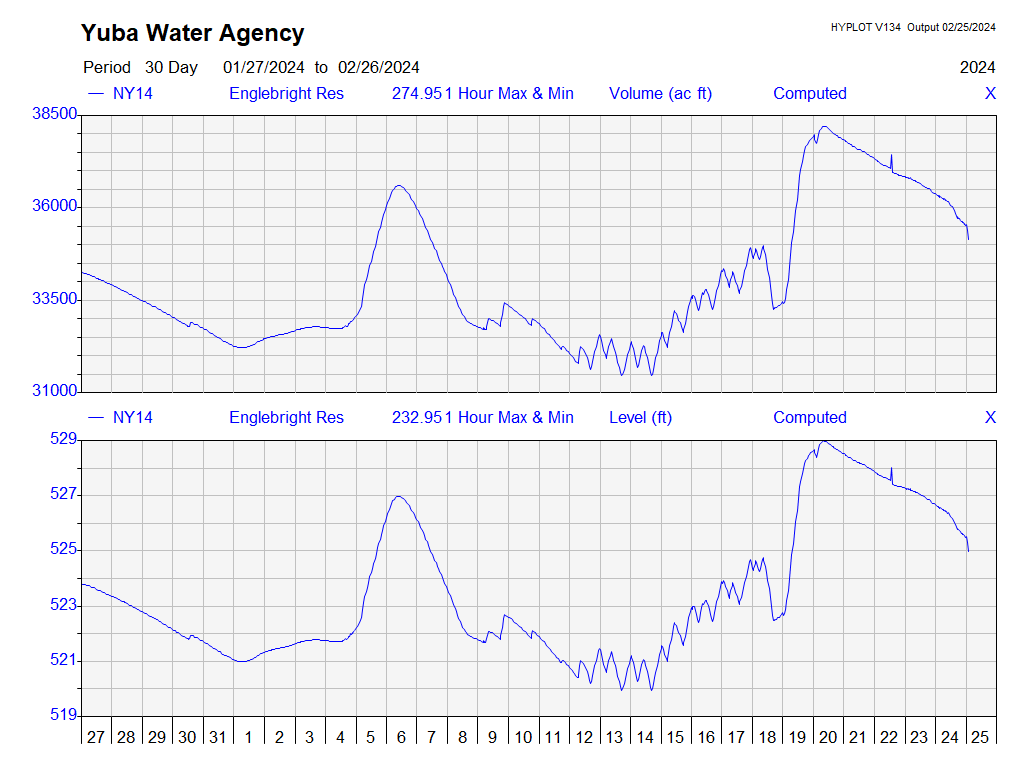 Yuba Water Agency
HYPLOT V134 Output 02/25/2024
Period 30 Day 01/27/2024 to 02/26/2024 2024
NY14 Englebright Res 274.951 Hour Max & Min Volume (ac ft) Computed X
38500
36000
33500
31000
NY14 Englebright Res 232.951 Hour Max & Min Level (ft) Computed X
529
527
525
523
521
519
27 28 29 30 31 1 2 3 4 5 6 7 8 9 10 11 12 13 14 15 16 17 18 19 20 21 22 23 24 25